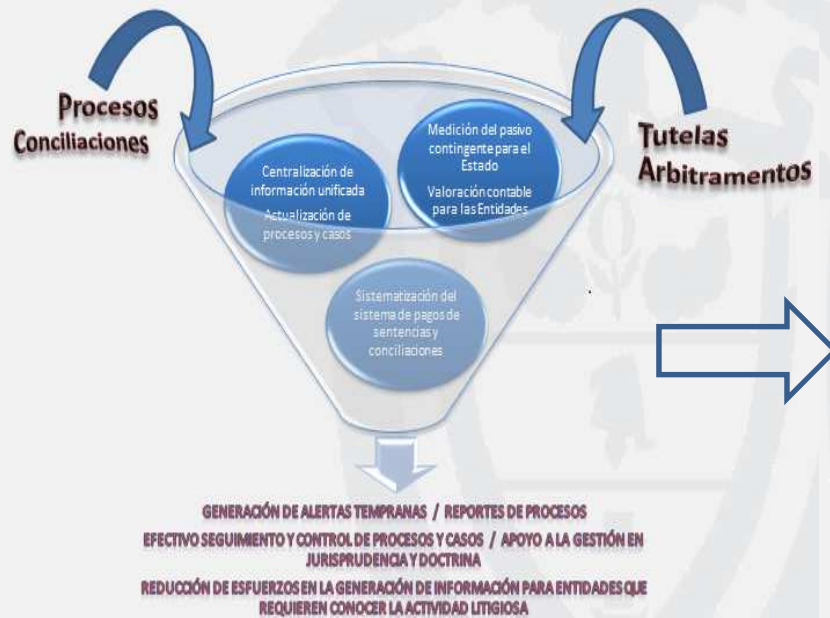 Procesos
Conciliaciones
Tutelas
Arbitramentos
Centralización de
información unificada
Actualización de
procesos y casos
Medición del pasivo
contingente para el
Estado
Valoración contable
para las Entidades
Sistematización del
sistema de pagos de
sentencias y
conciliaciones
GENERACIÓN DE ALERTAS TEMPRANAS / REPORTES DE PROCESOS
EFECTIVO SEGUIMIENTO Y CONTROL DE PROCESOS Y CASOS / APOYO A LA GESTIÓN EN
JURISPRUDENCIA Y DOCTRINA
REDUCCIÓN DE ESFUERZOS EN LA GENERACIÓN DE INFORMACIÓN PARA ENTIDADES QUE
REQUIEREN CONOCER LA ACTIVIDAD LITIGIOSA